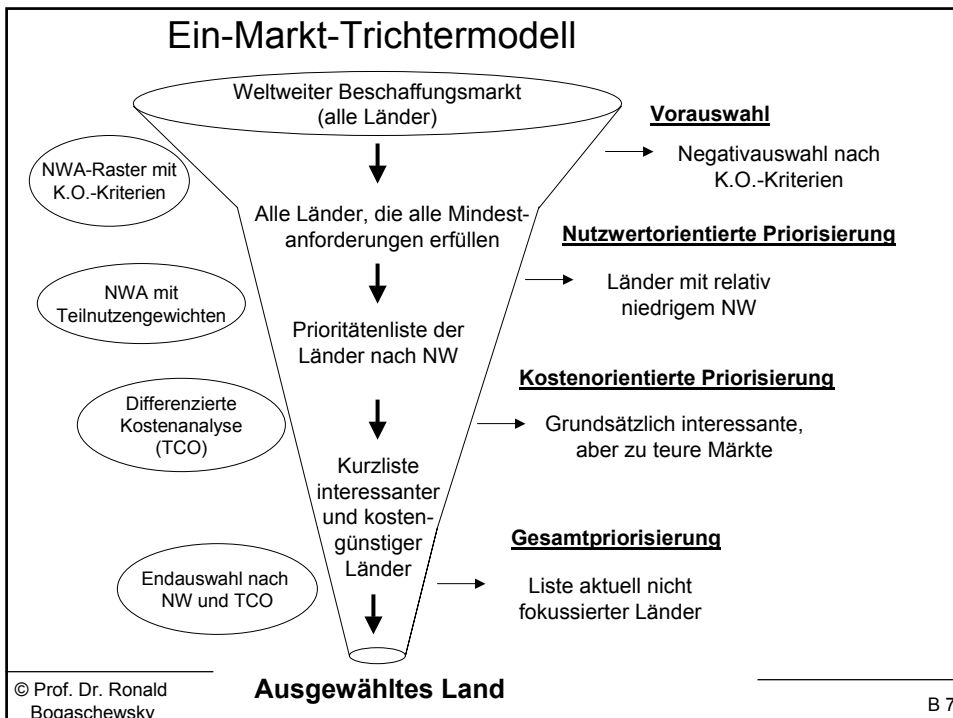 Ein-Markt-Trichtermodell
Weltweiter Beschaffungsmarkt
(alle Länder)
Vorauswahl
NWA-Raster mit
K.O.-Kriterien
Negativauswahl nach
K.O.-Kriterien
Alle Länder, die alle Mindest-
anforderungen erfüllen
Nutzwertorientierte Priorisierung
NWA mit
Teilnutzengewichten
Länder mit relativ
niedrigem NW
Prioritätenliste der
Länder nach NW
Kostenorientierte Priorisierung
Differenzierte
Kostenanalyse
(TCO)
Grundsätzlich interessante,
aber zu teure Märkte
Kurzliste
interessanter
und kosten-
günstiger
Länder
Gesamtpriorisierung
Endauswahl nach
NW und TCO
Liste aktuell nicht
fokussierter Länder
Ausgewähltes Land
© Prof. Dr. Ronald
Bogaschewsky
B 7